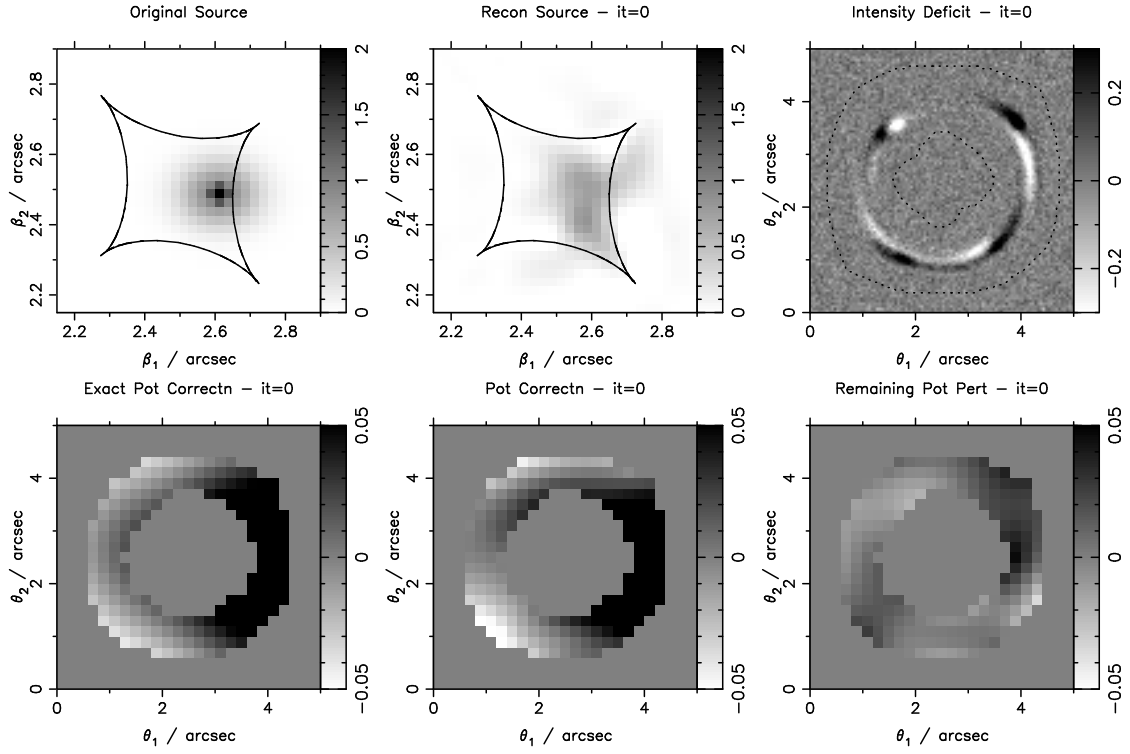 Original Source
Recon Source − it=0
Intensity Deficit − it=0
2.8
2.6
2.4
2.2
β2 / arcsec
2.2 2.4 2.6 2.8
β1 / arcsec
2
1.5
1
0.5
0
2.8
2.6
2.4
2.2
β2 / arcsec
2.2 2.4 2.6 2.8
β1 / arcsec
2
1.5
1
0.5
0
4
2
0
θ2 / arcsec
0 2 4
θ1 / arcsec
0.2
0
−0.2
Exact Pot Correctn − it=0
Pot Correctn − it=0
Remaining Pot Pert − it=0
4
2
0
θ2 / arcsec
0 2 4
θ1 / arcsec
0.05
0
−0.05
4
2
0
θ2 / arcsec
0 2 4
θ1 / arcsec
0.05
0
−0.05
4
2
0
θ2 / arcsec
0 2 4
θ1 / arcsec
0.05
0
−0.05